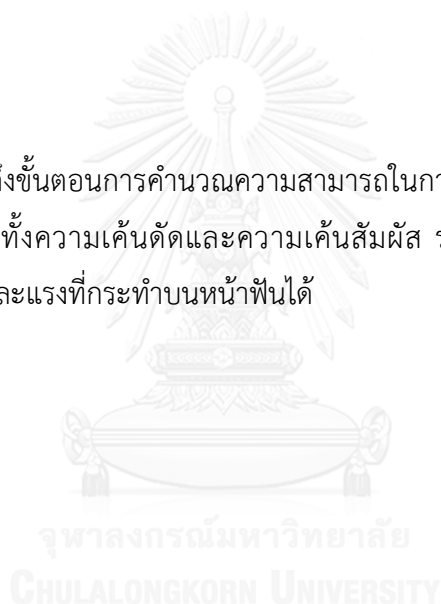 ถึงขั้นตอนการคำนวณความสามารถในกา
ทั้งความเค้นดัดและความเค้นสัมผัส
ละแรงที่กระทำบนหน้าฟันได้
จุฬาลงกรณ์มหาวิทยาลัย
CHULALONGKORN UNIVERSITY